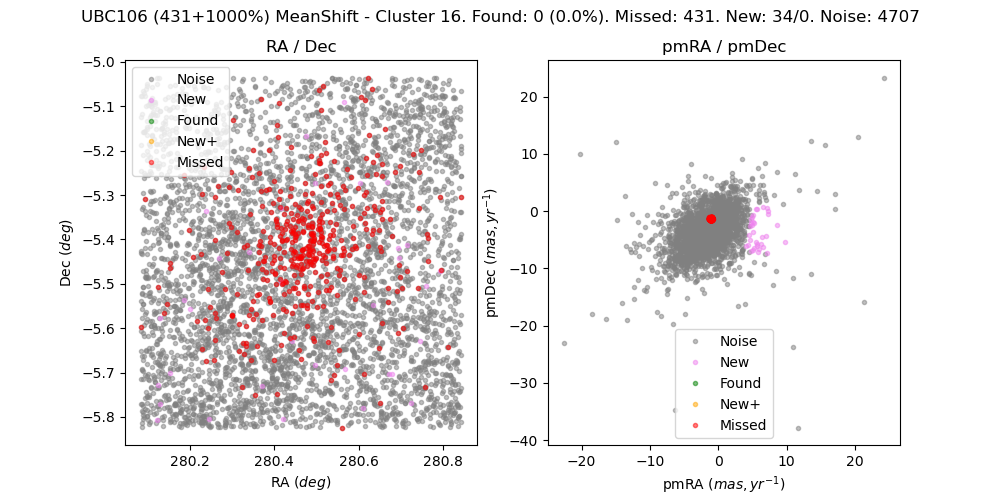 UBC106 (431+1000%) MeanShift - Cluster 16. Found: 0 (0.0%). Missed: 431. New: 34/0. Noise: 4707
RA / Dec
−5.0
−5.1
−5.2
−5.3
−5.4
−5.5
−5.6
−5.7
−5.8
Dec (deg)
Noise
New
Found
New+
Missed
280.2
280.4
280.6
280.8
RA (deg)
pmRA / pmDec
20
10
0
−10
−20
−30
−40
pmDec (mas, yr⁻¹)
Noise
New
Found
New+
Missed
−20
−10
0
10
20
pmRA (mas, yr⁻¹)